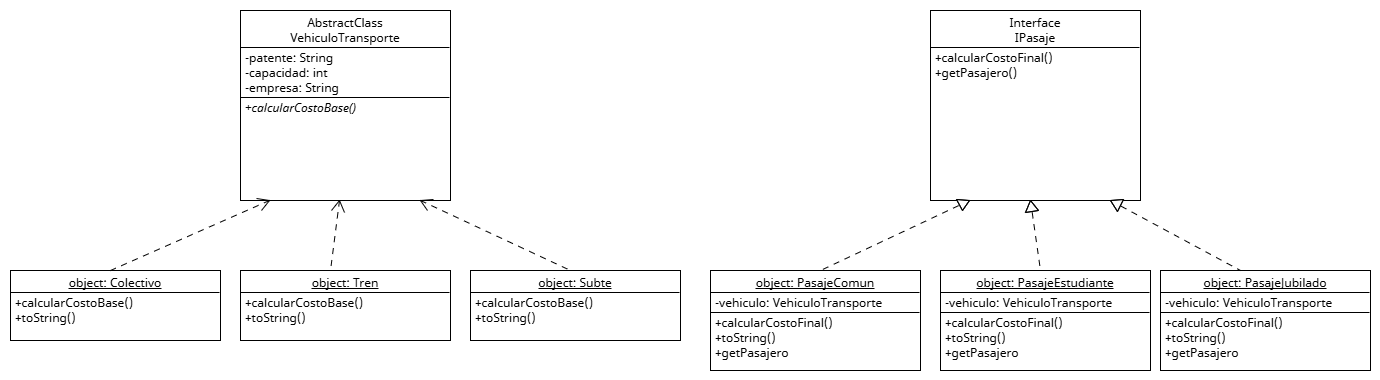 AbstractClass
VehiculoTransporte
-patente: String
-capacidad: int
-empresa: String
+calcularCostoBase()
Interface
IPasaje
+calcularCostoFinal()
+getPasajero()
object: Colectivo
+calcularCostoBase()
+toString()
object: Tren
+calcularCostoBase()
+toString()
object: Subte
+calcularCostoBase()
+toString()
object: PasajeComun
-vehiculo: VehiculoTransporte
+calcularCostoFinal()
+toString()
+getPasajero
object: PasajeEstudiante
-vehiculo: VehiculoTransporte
+calcularCostoFinal()
+toString()
+getPasajero
object: PasajeJubilado
-vehiculo: VehiculoTransporte
+calcularCostoFinal()
+toString()
+getPasajero